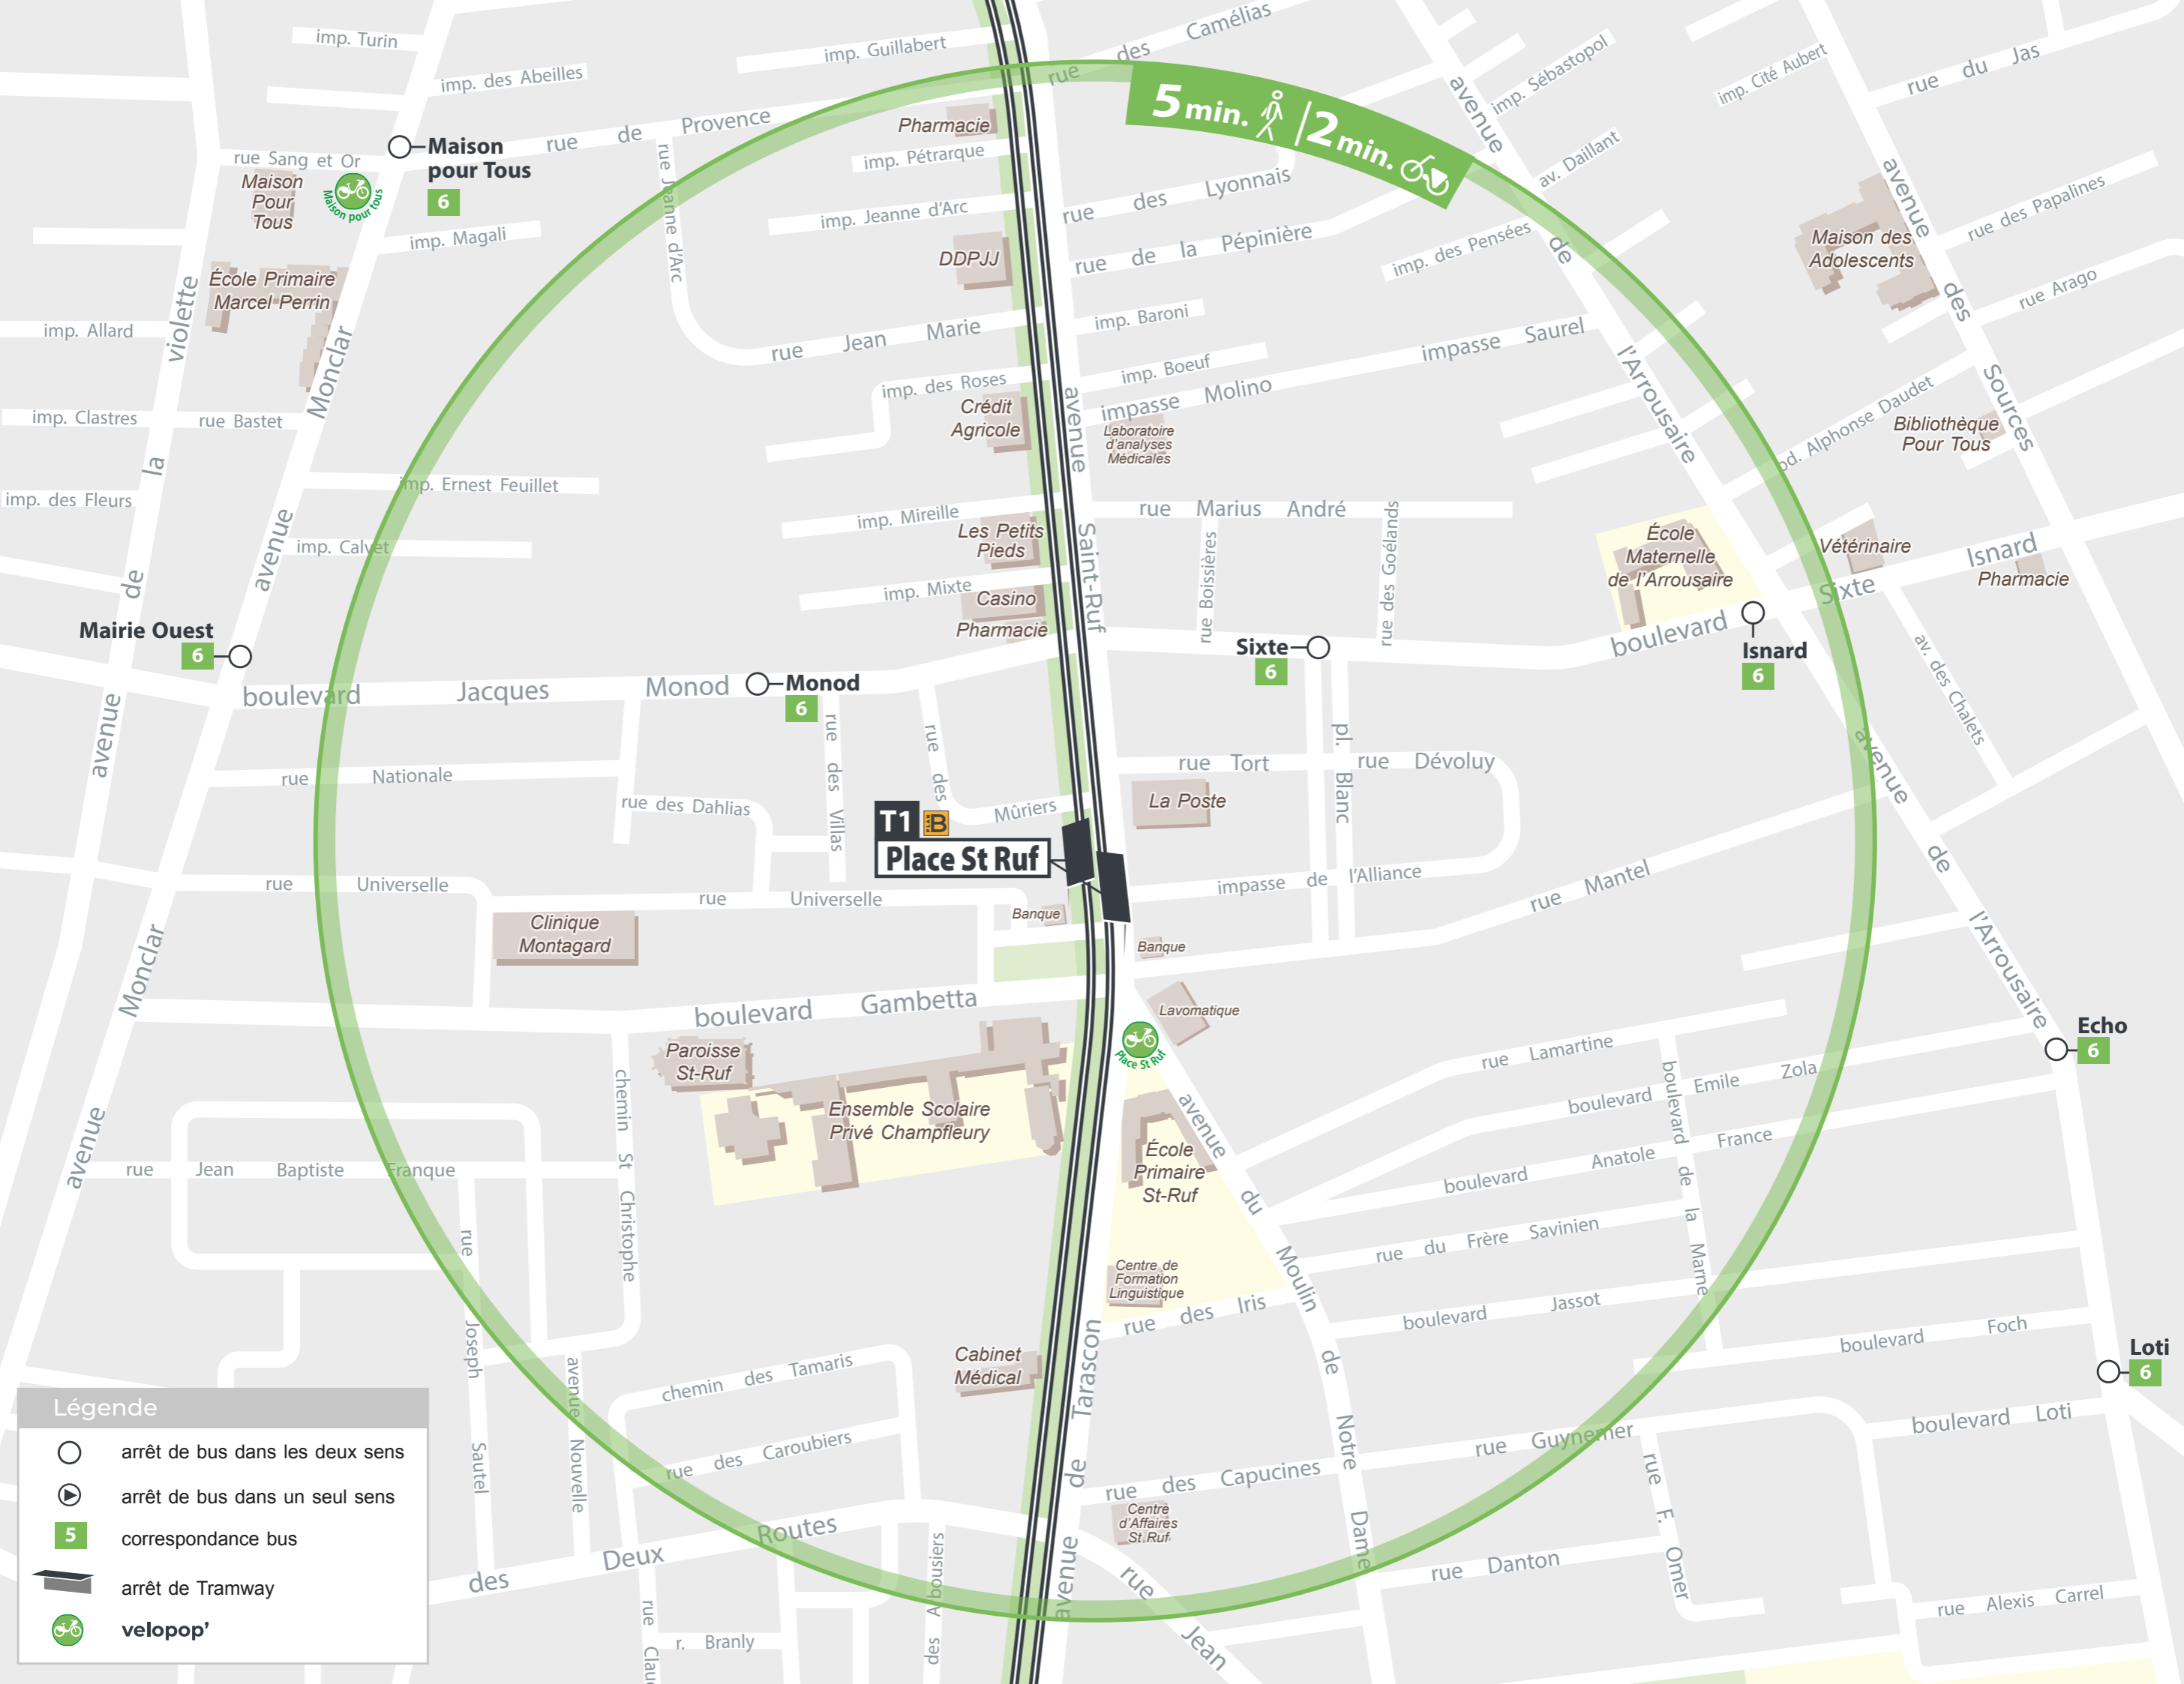 imp. Turin
imp. des Abeilles
imp. Guillabert
rue des Camélias
imp. Sébastopol
imp. Cité Aubert
rue du Jas
5 min. / 2 min.
rue de Provence
Pharmacie
imp. Pétrarque
rue Sang et Or
Maison
pour Tous
6
Maison
Pour
Tous
Maison pour tous
imp. Magali
rue Jeanne d'Arc
imp. Jeanne d'Arc
rue des Lyonnais
rue de la Pépinière
imp. des Pensées
av. Daillant
avenue de l'Arrousaire
avenue des Sources
rue des Papalines
Maison des
Adolescents
rue Arago
DDPJJ
École Primaire
Marcel Perrin
imp. Allard
avenue de la violette
avenue Monclar
rue Jean Marie
imp. Baroni
imp. Boeuf
impasse Saurel
impasse Molino
imp. des Roses
Crédit
Agricole
Laboratoire
d'analyses
Médicales
bd. Alphonse Daudet
Bibliothèque
Pour Tous
imp. Clastres
rue Bastet
imp. des Fleurs
imp. Ernest Feuillet
imp. Calvet
imp. Mireille
Les Petits
Pieds
imp. Mixte
Casino
Pharmacie
avenue Saint-Ruf
rue Marius André
rue Boissières
rue des Goélands
École
Maternelle
de l'Arrousaire
Vétérinaire
Pharmacie
boulevard Sixte Isnard
Isnard
6
Sixte
6
Mairie Ouest
6
boulevard Jacques Monod
Monod
6
av. des Chalets
rue Nationale
rue des Dahlias
rue des Villas
rue des Mûriers
rue Tort
pl. Blanc
rue Dévoluy
La Poste
T1
B
Place St Ruf
impasse de l'Alliance
rue Mantel
avenue de l'Arrousaire
rue Universelle
rue Universelle
Clinique
Montagard
Banque
Banque
Lavomatique
Place St Ruf
boulevard Gambetta
avenue Monclar
Paroisse
St-Ruf
Ensemble Scolaire
Privé Champfleury
École
Primaire
St-Ruf
Centre de
Formation
Linguistique
rue des Iris
avenue du Moulin de Notre Dame
rue Lamartine
boulevard Emile Zola
boulevard Anatole France
boulevard de la Marne
rue du Frère Savinien
boulevard Jassot
boulevard Foch
Echo
6
Loti
6
boulevard Loti
rue Jean Baptiste Franque
chemin St Christophe
rue Joseph Sautel
avenue Nouvelle
chemin des Tamaris
rue des Caroubiers
Cabinet
Médical
avenue de Tarascon
rue des Capucines
rue Guynemer
Centre
d'Affaires
St Ruf
rue F. Omer
rue Danton
rue Alexis Carrel
des Deux Routes
rue Jean
des Abousiers
r. Branly
Légende
arrêt de bus dans les deux sens
arrêt de bus dans un seul sens
5
correspondance bus
arrêt de Tramway
velopop'